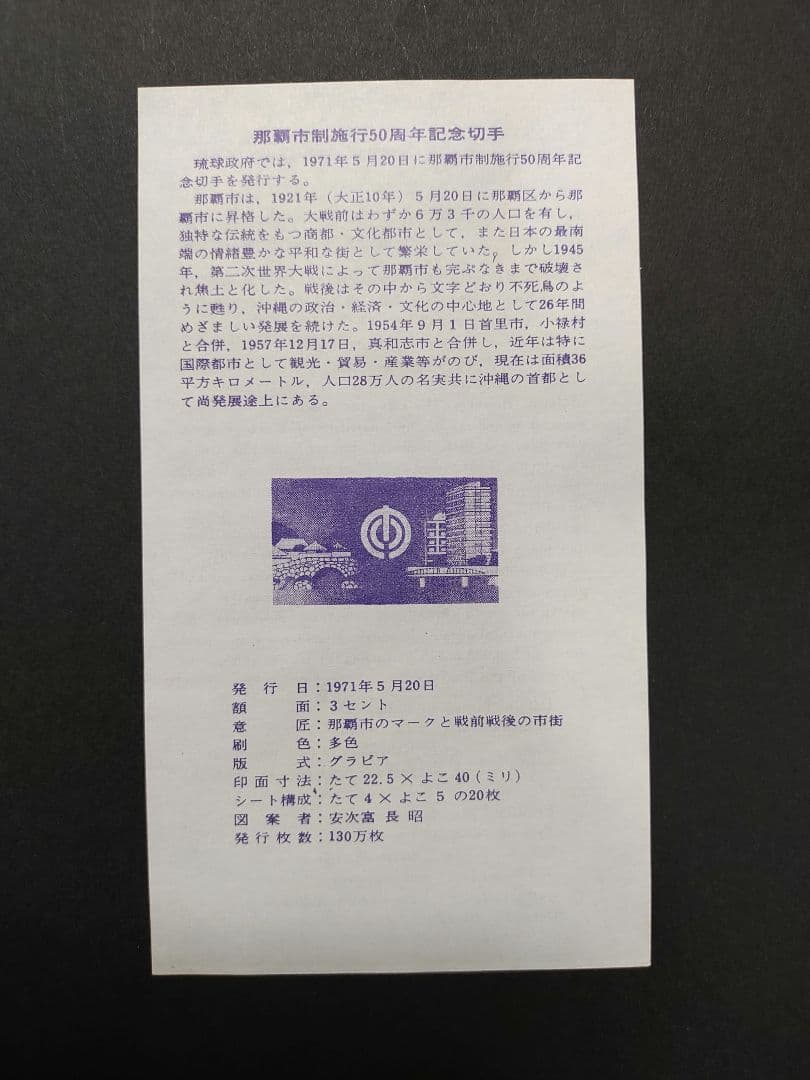 那覇市制施行50周年記念切手
琉球政府では，1971年５月20日に那覇市制施行50周年記
念切手を発行する。
那覇市は，1921年（大正10年）５月20日に那覇区から那
覇市に昇格した。大戦前はわずか６万３千の人口を有し，
独特な伝統をもつ商都・文化都市として，また日本の最南
端の情緒豊かな平和な街として繁栄していた。しかし1945
年，第二次世界大戦によって那覇市も完ぶなきまで破壊さ
れ焦土と化した。戦後はその中から文字どおり不死鳥のよ
うに甦り，沖縄の政治・経済・文化の中心地として26年間
めざましい発展を続けた。1954年９月１日首里市，小禄村
と合併，1957年12月17日，真和志市と合併し，近年は特に
国際都市として観光・貿易・産業等がのび，現在は面積36
平方キロメートル，人口28万人の名実共に沖縄の首都とし
て尚発展途上にある。
発行日：1971年５月20日
額面：３セント
意匠：那覇市のマークと戦前戦後の市街
刷色：多色
版式：グラビア
印面寸法：たて22.5×よこ40（ミリ）
シート構成：たて４×よこ５の20枚
図案者：安次富長昭
発行枚数：130万枚